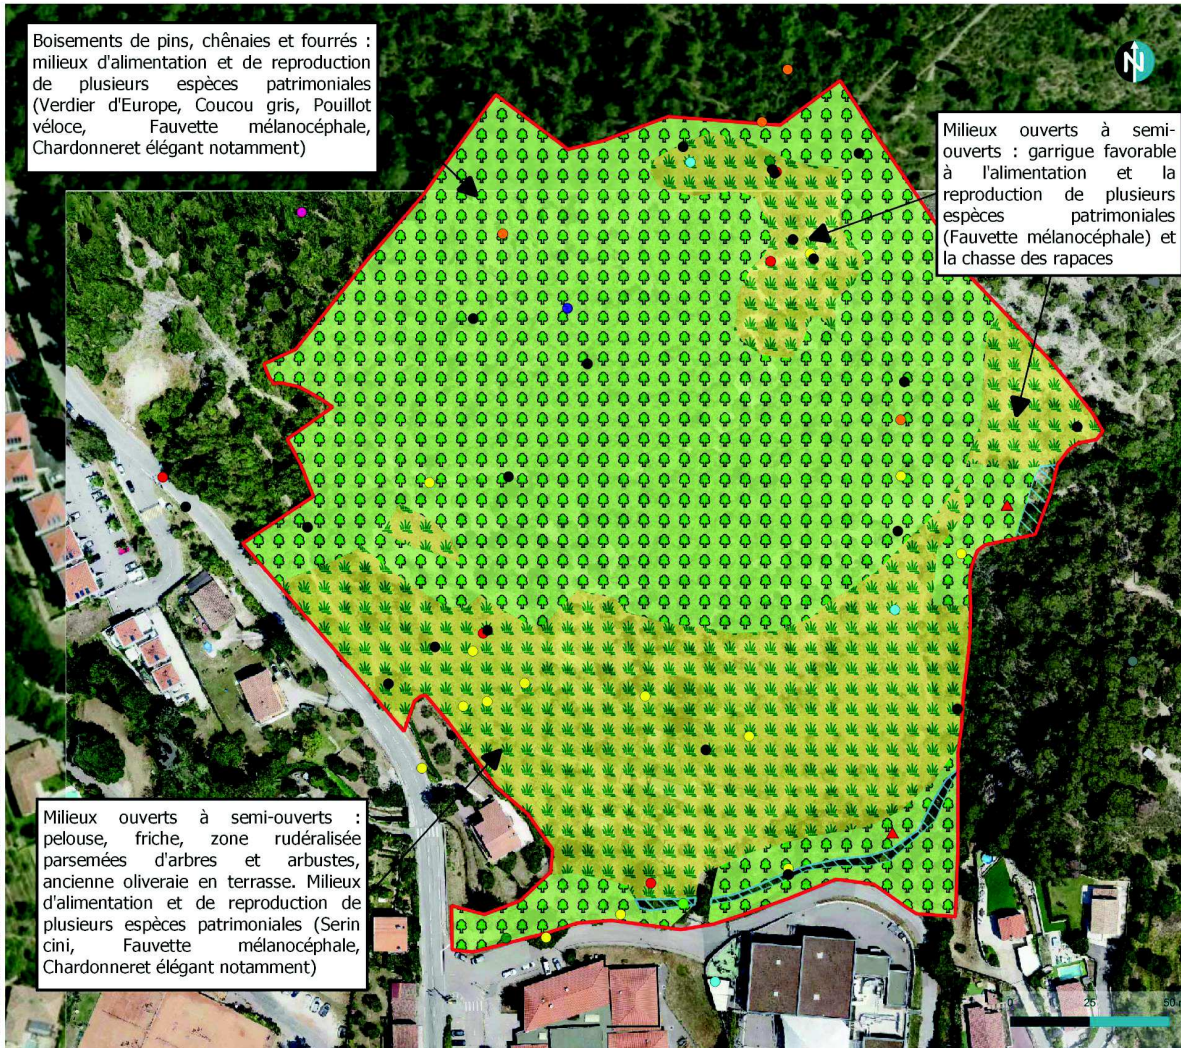 Boisements de pins, chênaies et fourrés :
milieux d'alimentation et de reproduction
de plusieurs espèces patrimoniales
(Verdier d'Europe, Coucou gris, Pouillot
véloce, Fauvette mélanocéphale,
Chardonneret élégant notamment)
N
Milieux ouverts à semi-
ouverts : garrigue favorable
à l'alimentation et la
reproduction de plusieurs
espèces patrimoniales
(Fauvette mélanocéphale) et
la chasse des rapaces
Milieux ouverts à semi-ouverts :
pelouse, friche, zone rudéralisée
parsemées d'arbres et arbustes,
ancienne oliveraie en terrasse. Milieux
d'alimentation et de reproduction de
plusieurs espèces patrimoniales (Serin
cini, Fauvette mélanocéphale,
Chardonneret élégant notamment)
0 25 50